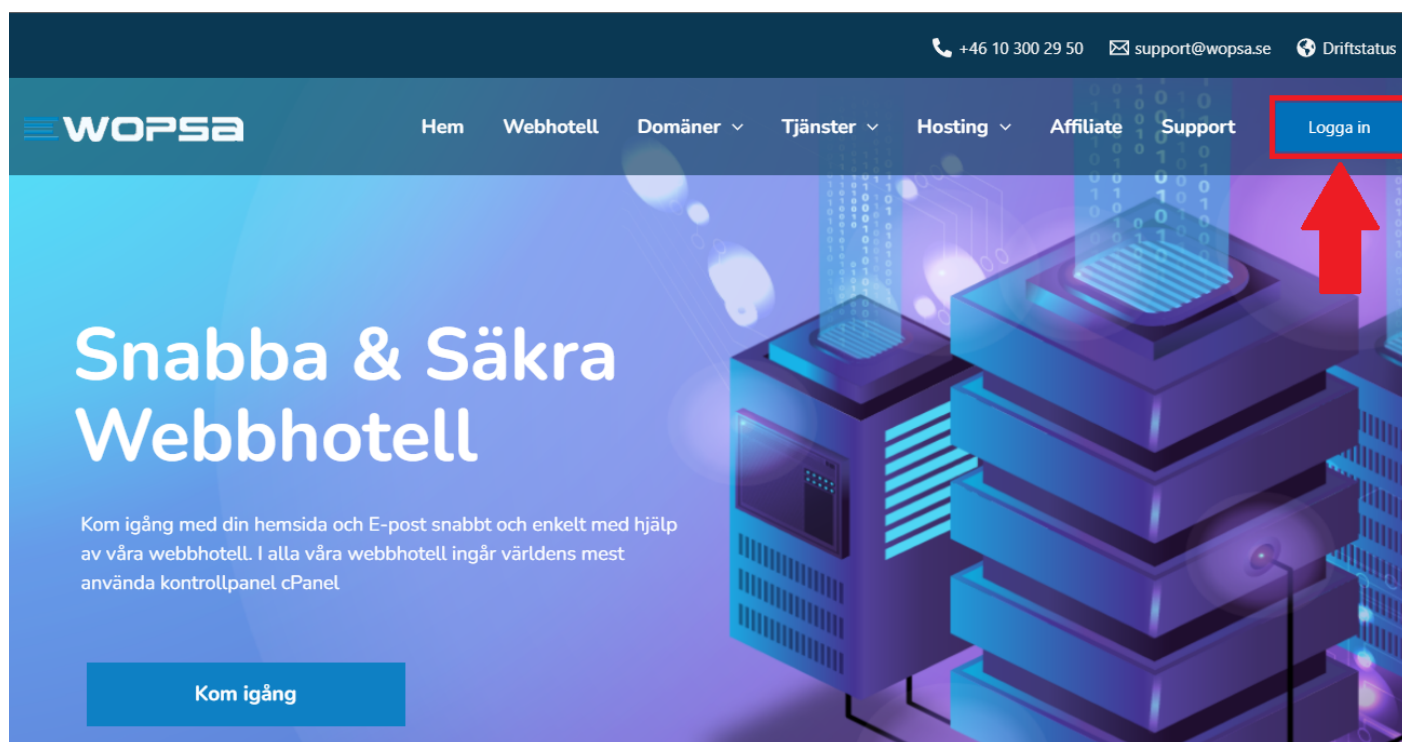 +46 10 300 29 50 support@wopsa.se Driftstatus
WOPSA Hem Webhotell Domäner Tjänster Hosting Affiliate Support Logga in
Snabba & Säkra
Webbhotell
Kom igång med din hemsida och E-post snabbt och enkelt med hjälp
av våra webbhotell. I alla våra webbhotell ingår världens mest
använda kontrollpanel cPanel
Kom igång